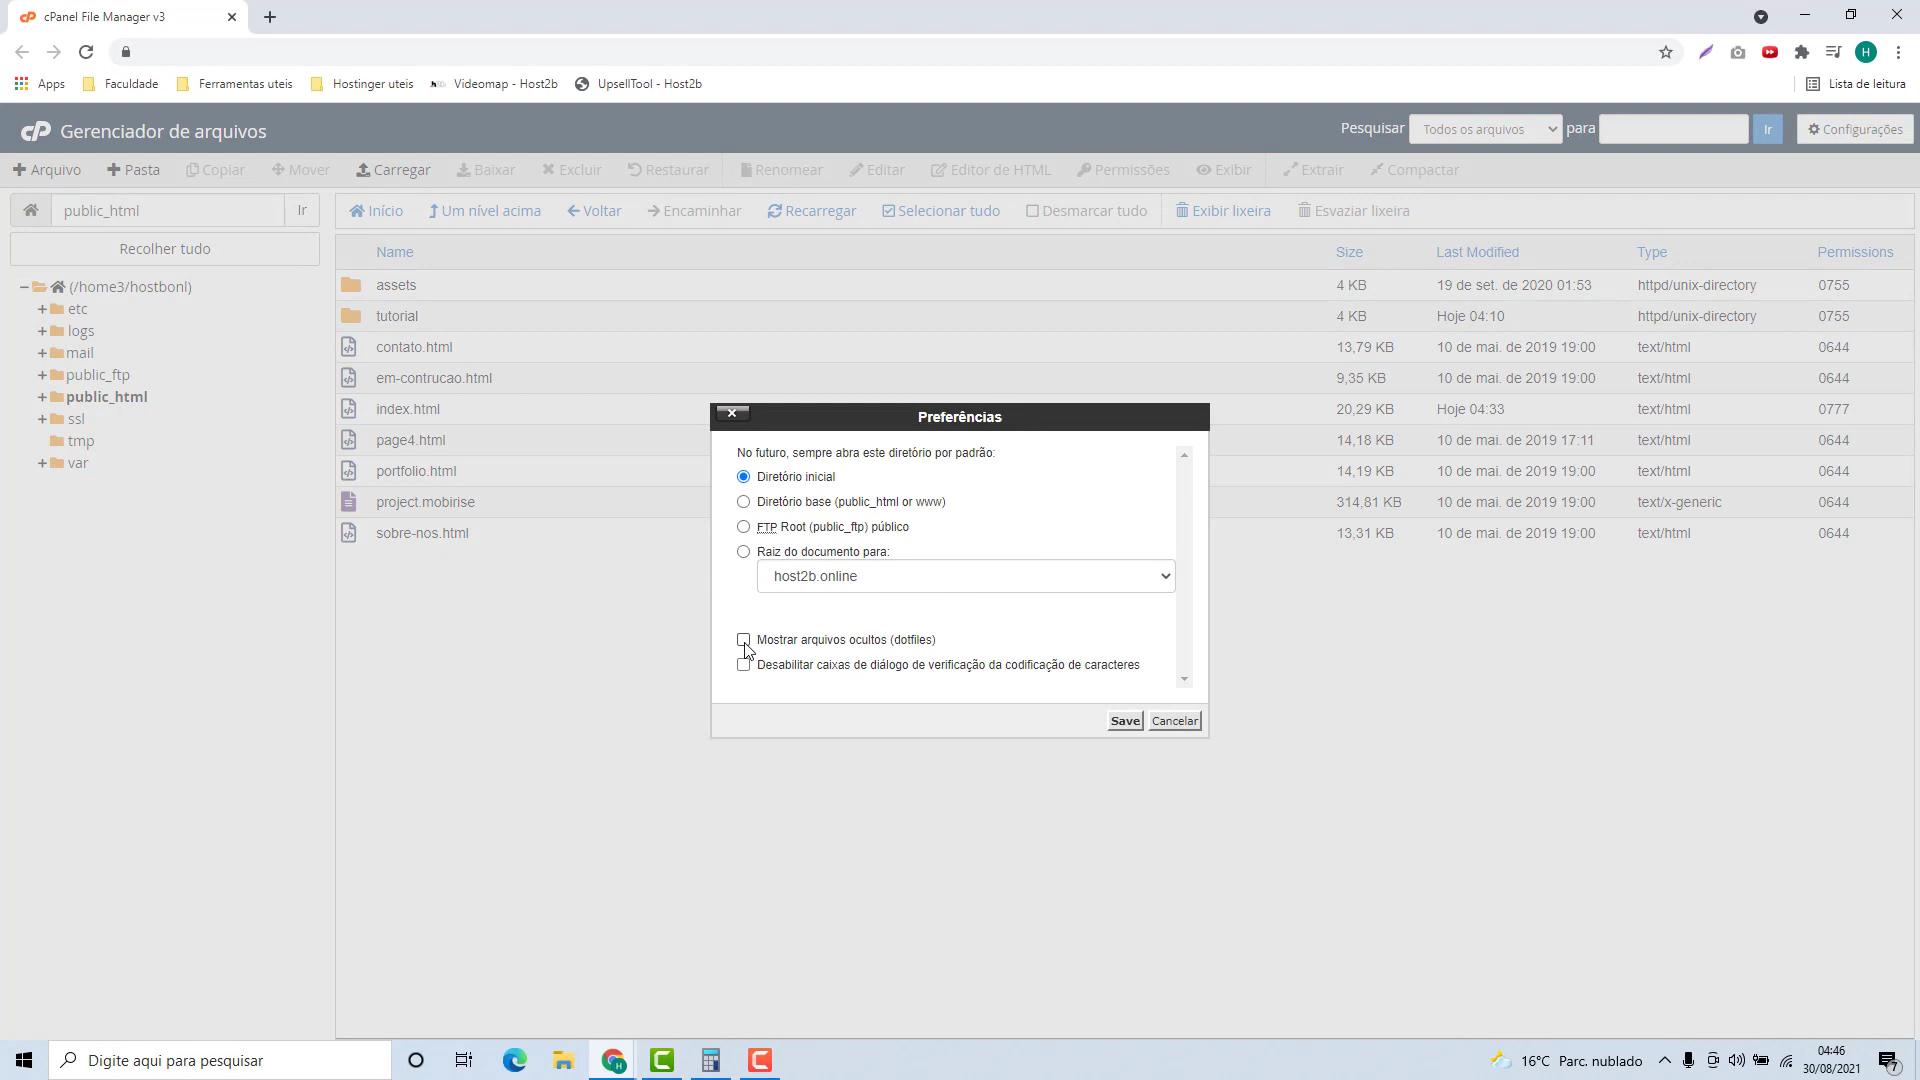 cPanel File Manager v3
Apps Faculdade Ferramentas uteis Hostinger uteis Videomap - Host2b UpsellTool - Host2b Lista de leitura
H
cP Gerenciador de arquivos
Pesquisar Todos os arquivos para Ir Configurações
Arquivo Pasta Copiar Mover Carregar Baixar Excluir Restaurar Renomear Editar Editor de HTML Permissões Exibir Extrair Compactar
public_html Ir
Início Um nível acima Voltar Encaminhar Recarregar Selecionar tudo Desmarcar tudo Exibir lixeira Esvaziar lixeira
Recolher tudo
(/home3/hostbonl)
etc
logs
mail
public_ftp
public_html
ssl
tmp
var
Name Size Last Modified Type Permissions
assets 4 KB 19 de set. de 2020 01:53 httpd/unix-directory 0755
tutorial 4 KB Hoje 04:10 httpd/unix-directory 0755
contato.html 13,79 KB 10 de mai. de 2019 19:00 text/html 0644
em-contrucao.html 9,35 KB 10 de mai. de 2019 19:00 text/html 0644
index.html 20,29 KB Hoje 04:33 text/html 0777
page4.html 14,18 KB 10 de mai. de 2019 17:11 text/html 0644
portfolio.html 14,19 KB 10 de mai. de 2019 19:00 text/html 0644
project.mobirise 314,81 KB 10 de mai. de 2019 19:00 text/x-generic 0644
sobre-nos.html 13,31 KB 10 de mai. de 2019 19:00 text/html 0644
Preferências
No futuro, sempre abra este diretório por padrão:
Diretório inicial
Diretório base (public_html or www)
FTP Root (public_ftp) público
Raiz do documento para:
host2b.online
Mostrar arquivos ocultos (dotfiles)
Desabilitar caixas de diálogo de verificação da codificação de caracteres
Save Cancelar
Digite aqui para pesquisar
16°C Parc. nublado
04:46
30/08/2021
7